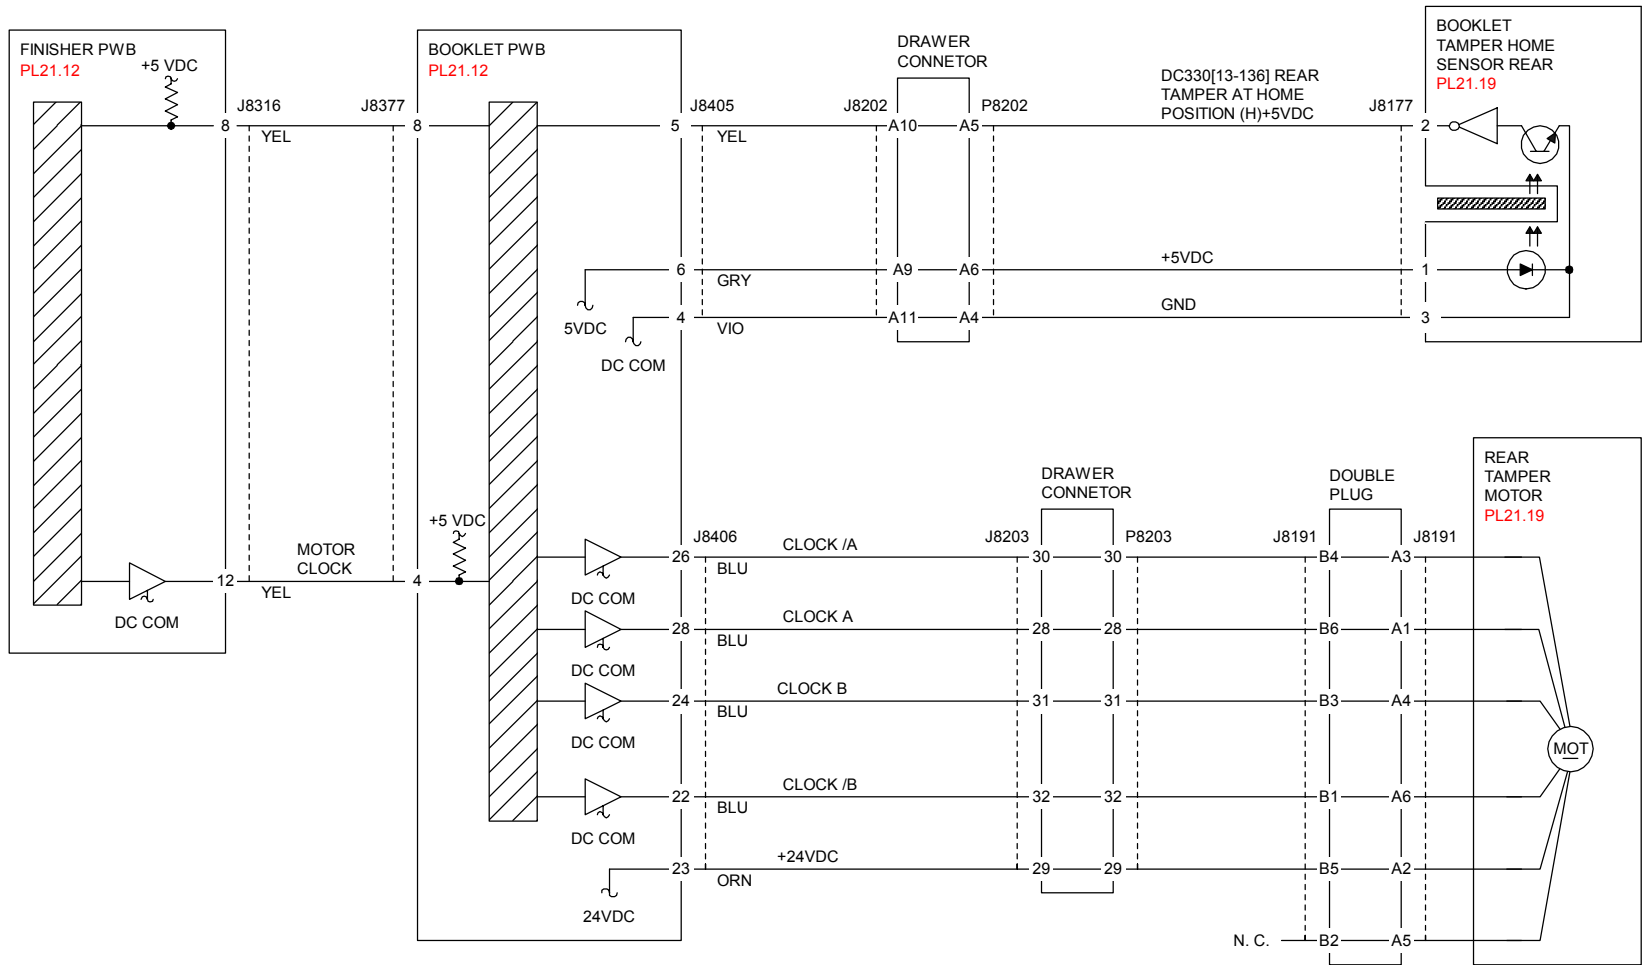 FINISHER PWB
PL21.12
+5 VDC
J8316
8
YEL
J8377
8
BOOKLET PWB
PL21.12
J8405
5
YEL
DRAWER
CONNETOR
J8202
P8202
A10
A5
DC330[13-136] REAR
TAMPER AT HOME
POSITION (H)+5VDC
J8177
2
BOOKLET
TAMPER HOME
SENSOR REAR
PL21.19
5VDC
6
GRY
A9
A6
+5VDC
1
DC COM
4
VIO
A11
A4
GND
3
DC COM
12
YEL
MOTOR
CLOCK
4
+5 VDC
DRAWER
CONNETOR
DOUBLE
PLUG
REAR
TAMPER
MOTOR
PL21.19
J8406
J8203
P8203
J8191
J8191
DC COM
26
BLU
CLOCK /A
30
30
B4
A3
DC COM
28
BLU
CLOCK A
28
28
B6
A1
DC COM
24
BLU
CLOCK B
31
31
B3
A4
MOT
DC COM
22
BLU
CLOCK /B
32
32
B1
A6
24VDC
23
ORN
+24VDC
29
29
B5
A2
N. C.
B2
A5